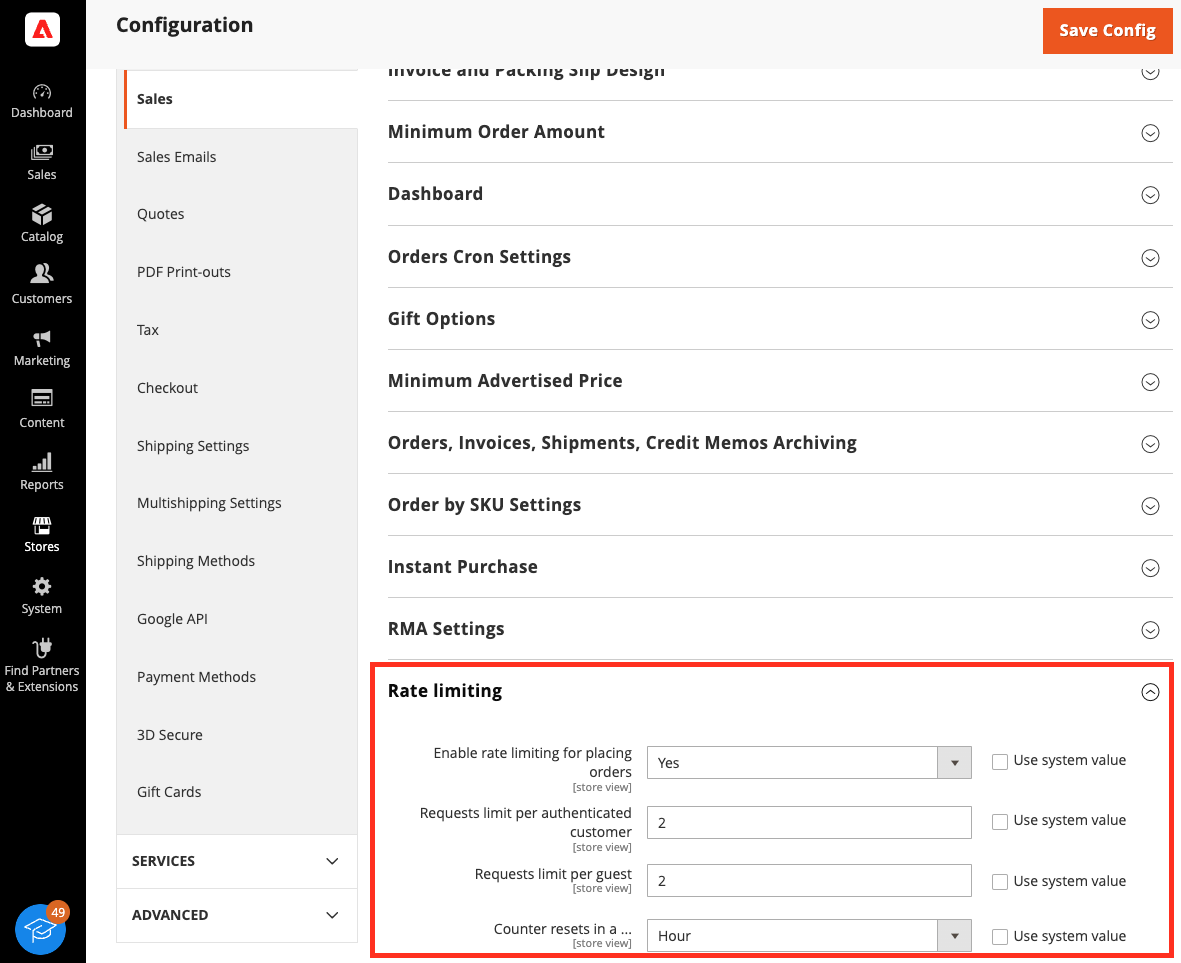 Configuration
Save Config
Dashboard
Sales
Catalog
Customers
Marketing
Content
Reports
Stores
System
Find Partners
& Extensions
49
Sales
Sales Emails
Quotes
PDF Print-outs
Tax
Checkout
Shipping Settings
Multishipping Settings
Shipping Methods
Google API
Payment Methods
3D Secure
Gift Cards
SERVICES
ADVANCED
Invoice and Packing Slip Design
Minimum Order Amount
Dashboard
Orders Cron Settings
Gift Options
Minimum Advertised Price
Orders, Invoices, Shipments, Credit Memos Archiving
Order by SKU Settings
Instant Purchase
RMA Settings
Rate limiting
Enable rate limiting for placing
orders
[store view]
Yes
Use system value
Requests limit per authenticated
customer
[store view]
2
Use system value
Requests limit per guest
[store view]
2
Use system value
Counter resets in a ...
[store view]
Hour
Use system value